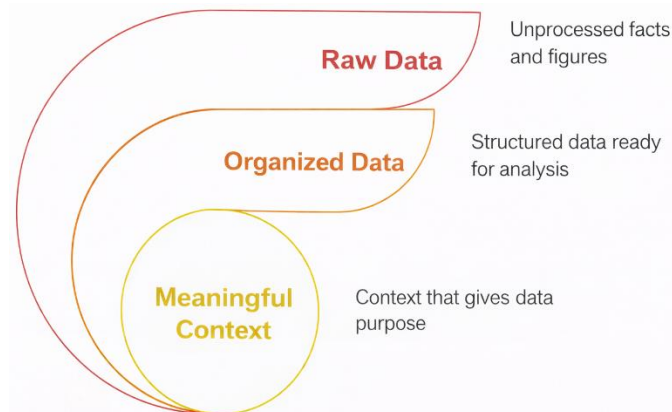 Raw Data
Unprocessed facts
and figures
Organized Data
Structured data ready
for analysis
Meaningful
Context
Context that gives data
purpose